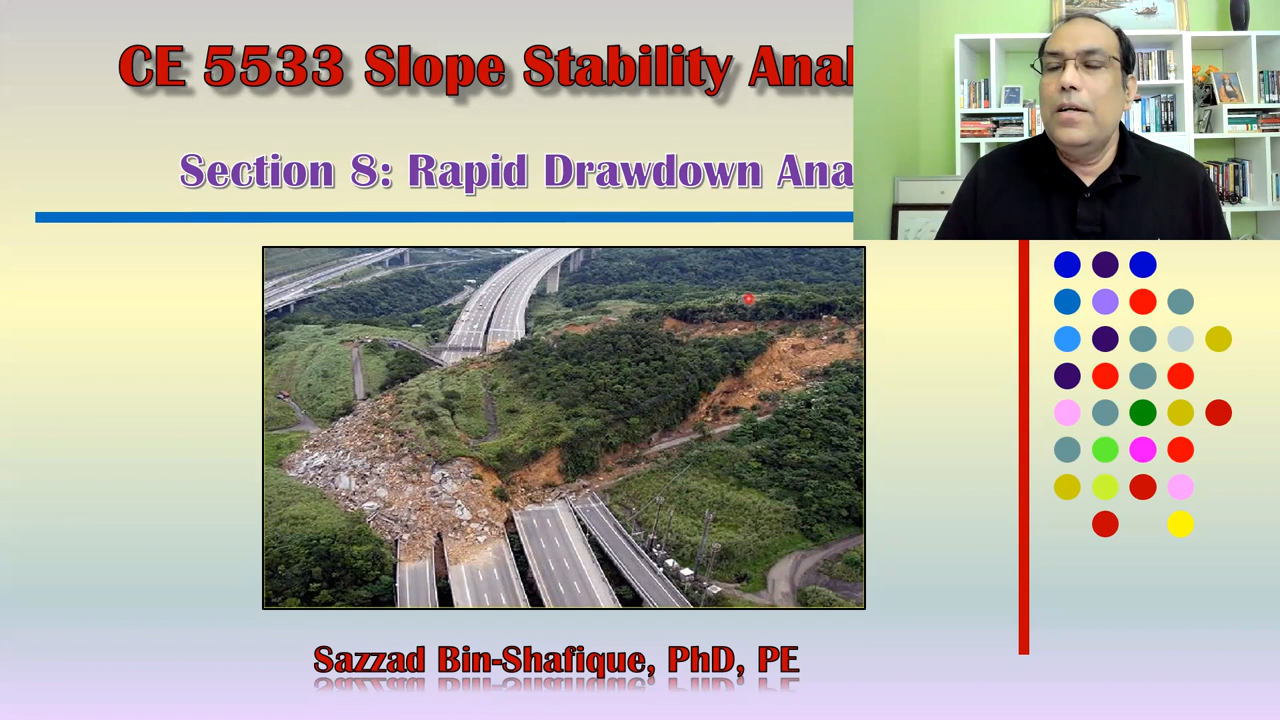 CE 5533 Slope Stability Anal
Section 8: Rapid Drawdown Ana
Sazzad Bin-Shafique, PhD, PE